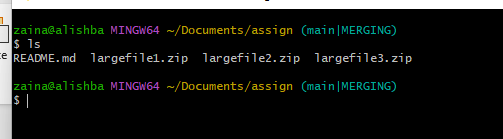 zaina@alishba MINGW64 ~/Documents/assign (main|MERGING)
$ ls
README.md  largefile1.zip  largefile2.zip  largefile3.zip
zaina@alishba MINGW64 ~/Documents/assign (main|MERGING)
$